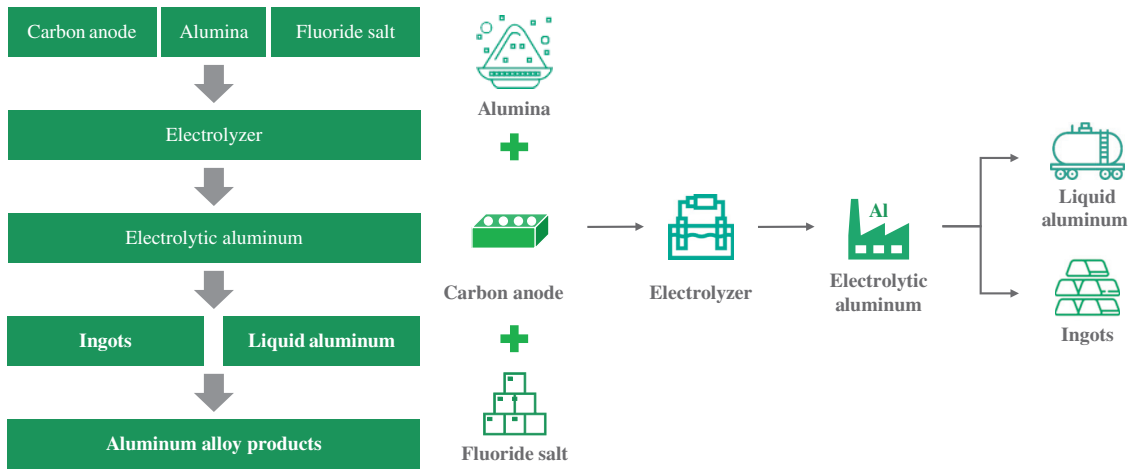 Carbon anode
Alumina
Fluoride salt
Electrolyzer
Electrolytic aluminum
Ingots
Liquid aluminum
Aluminum alloy products
Alumina
Carbon anode
Fluoride salt
Electrolyzer
Al
Electrolytic
aluminum
Liquid
aluminum
Ingots